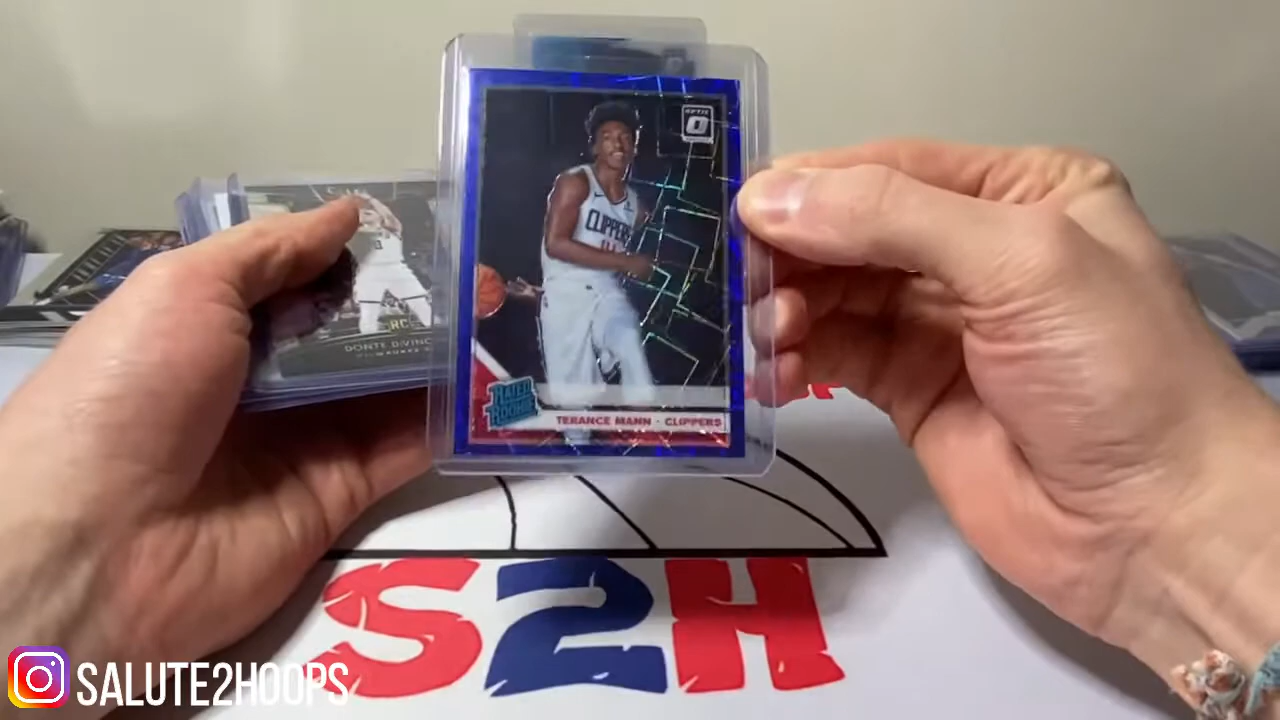 OPTIC
CLIPPERS
RC
DONTE DIVINC
RATED
ROOKIE
TERANCE MANN · CLIPPERS
S2H
SALUTE2HOOPS